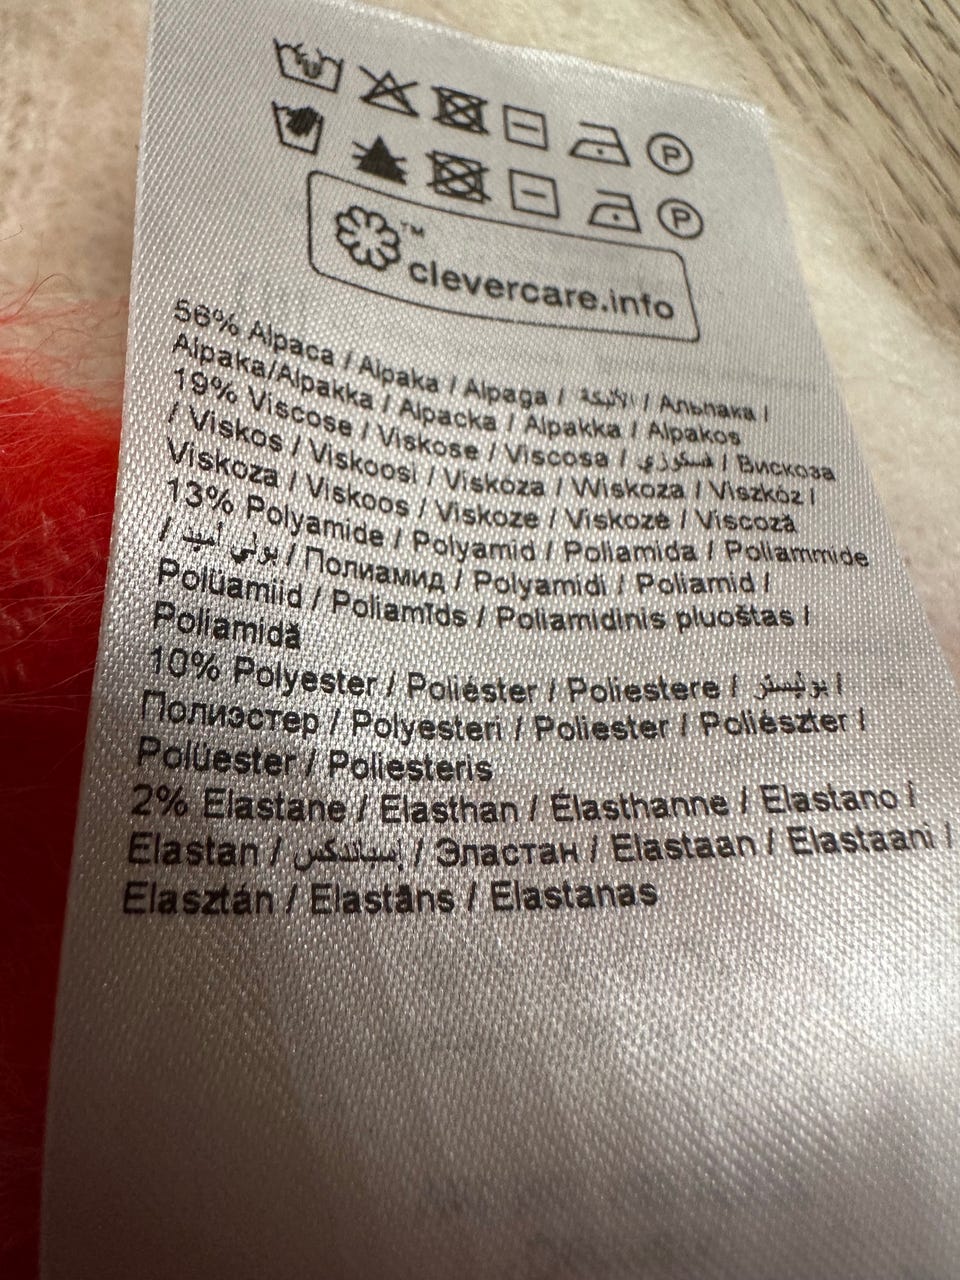 P
P
™
clevercare.info
56% Alpaca / Alpaka / Alpaga / الألبكة / Альпака /
Alpaka/Alpakka / Alpacka / Alpakka / Alpakos
19% Viscose / Viskose / Viscosa / فسكوزي / Вискоза
/ Viskos / Viskoosi / Viskoza / Wiskoza / Viszkóz /
Viskoza / Viskoos / Viskoze / Viskozė / Viscoză
13% Polyamide / Polyamid / Poliamida / Poliammide
/ بولي أميد / Полиамид / Polyamidi / Poliamid /
Polüamiid / Poliamīds / Poliamidinis pluoštas /
Poliamidă
10% Polyester / Poliéster / Poliestere / بوليستر /
Полиэстер / Polyesteri / Poliester / Poliészter /
Polüester / Poliesteris
2% Elastane / Elasthan / Élasthanne / Elastano /
Elastan / إسباندكس / Эластан / Elastaan / Elastaani /
Elasztán / Elastāns / Elastanas